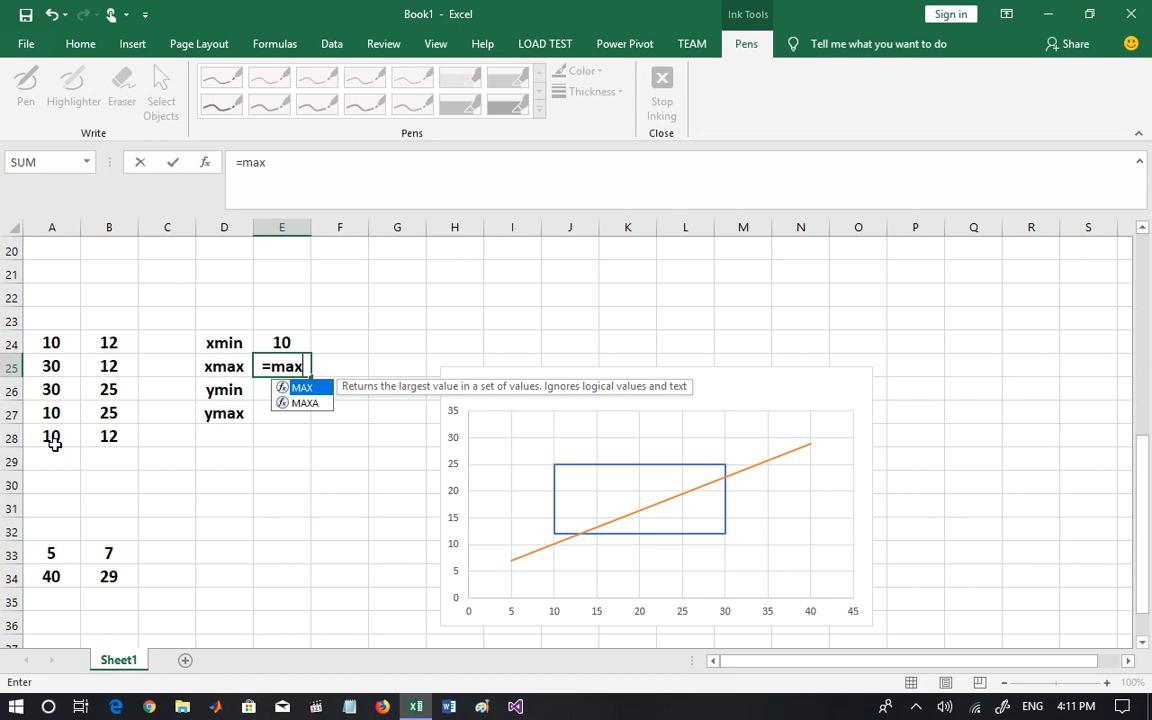 Book1 - Excel
Ink Tools
Sign in
File Home Insert Page Layout Formulas Data Review View Help LOAD TEST Power Pivot TEAM Pens Tell me what you want to do Share
Pen Highlighter Eraser Select Objects
Color
Thickness
Stop Inking
Write Pens Close
SUM =max
A B C D E F G H I J K L M N O P Q R S
20
21
22
23
24 10 12 xmin 10
25 30 12 xmax =max
26 30 25 ymin
27 10 25 ymax
28 10 12
MAX Returns the largest value in a set of values. Ignores logical values and text
MAXA
29
30
31
32
33 5 7
34 40 29
35
36
35
30
25
20
15
10
5
0
0 5 10 15 20 25 30 35 40 45
Sheet1
Enter 100%
ENG 4:11 PM